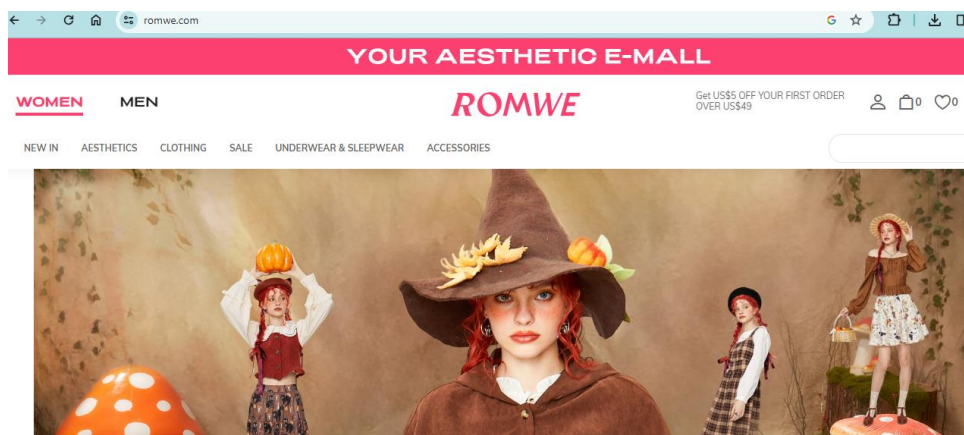 romwe.com
YOUR AESTHETIC E-MALL
WOMEN MEN ROMWE Get US$5 OFF YOUR FIRST ORDER
OVER US$49 0 0
NEW IN AESTHETICS CLOTHING SALE UNDERWEAR & SLEEPWEAR ACCESSORIES